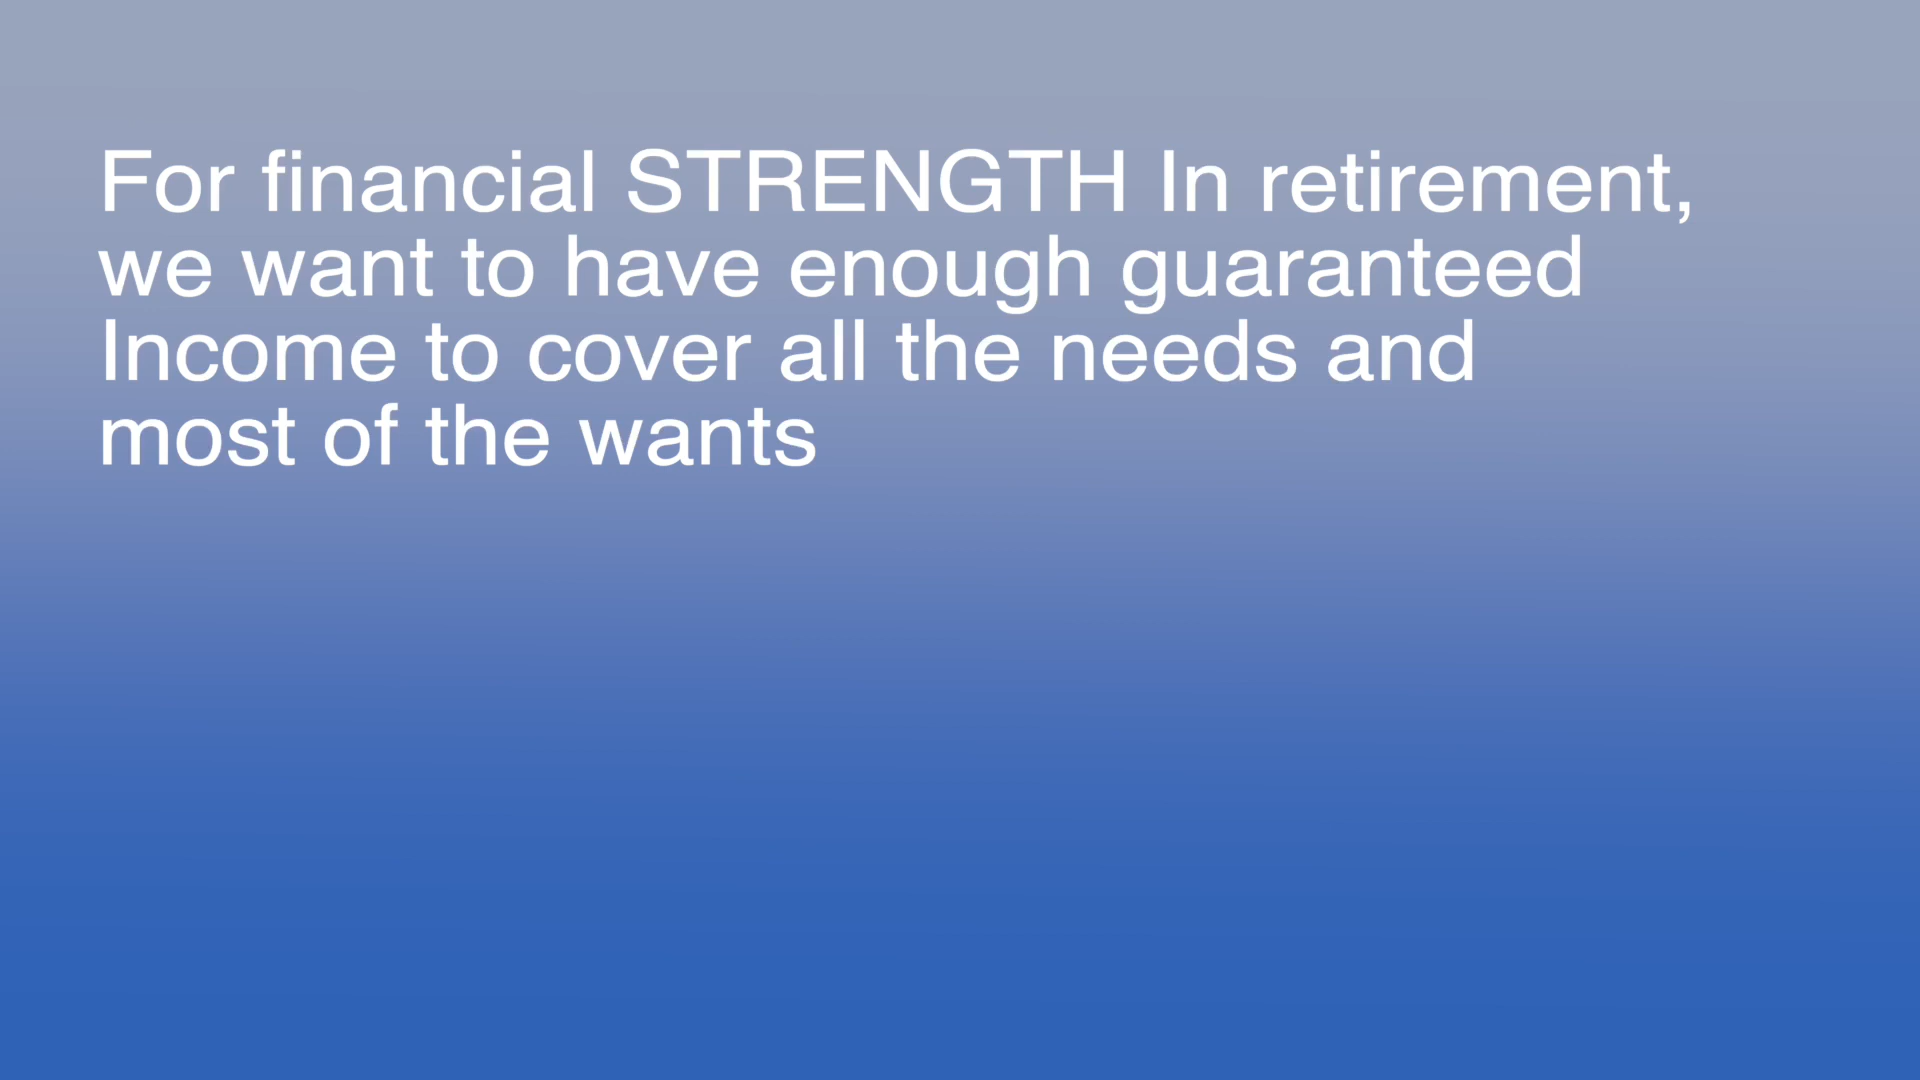 For financial STRENGTH In retirement,
we want to have enough guaranteed
Income to cover all the needs and
most of the wants